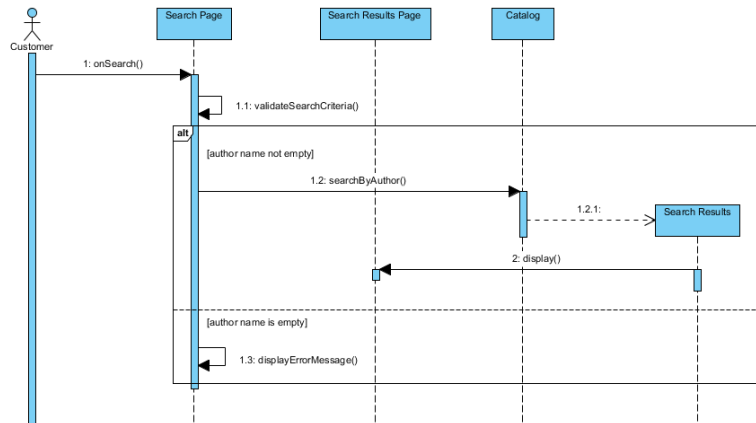 Search Page
Search Results Page
Catalog
Customer
1: onSearch()
1.1: validateSearchCriteria()
alt
[author name not empty]
1.2: searchByAuthor()
1.2.1:
Search Results
2: display()
[author name is empty]
1.3: displayErrorMessage()